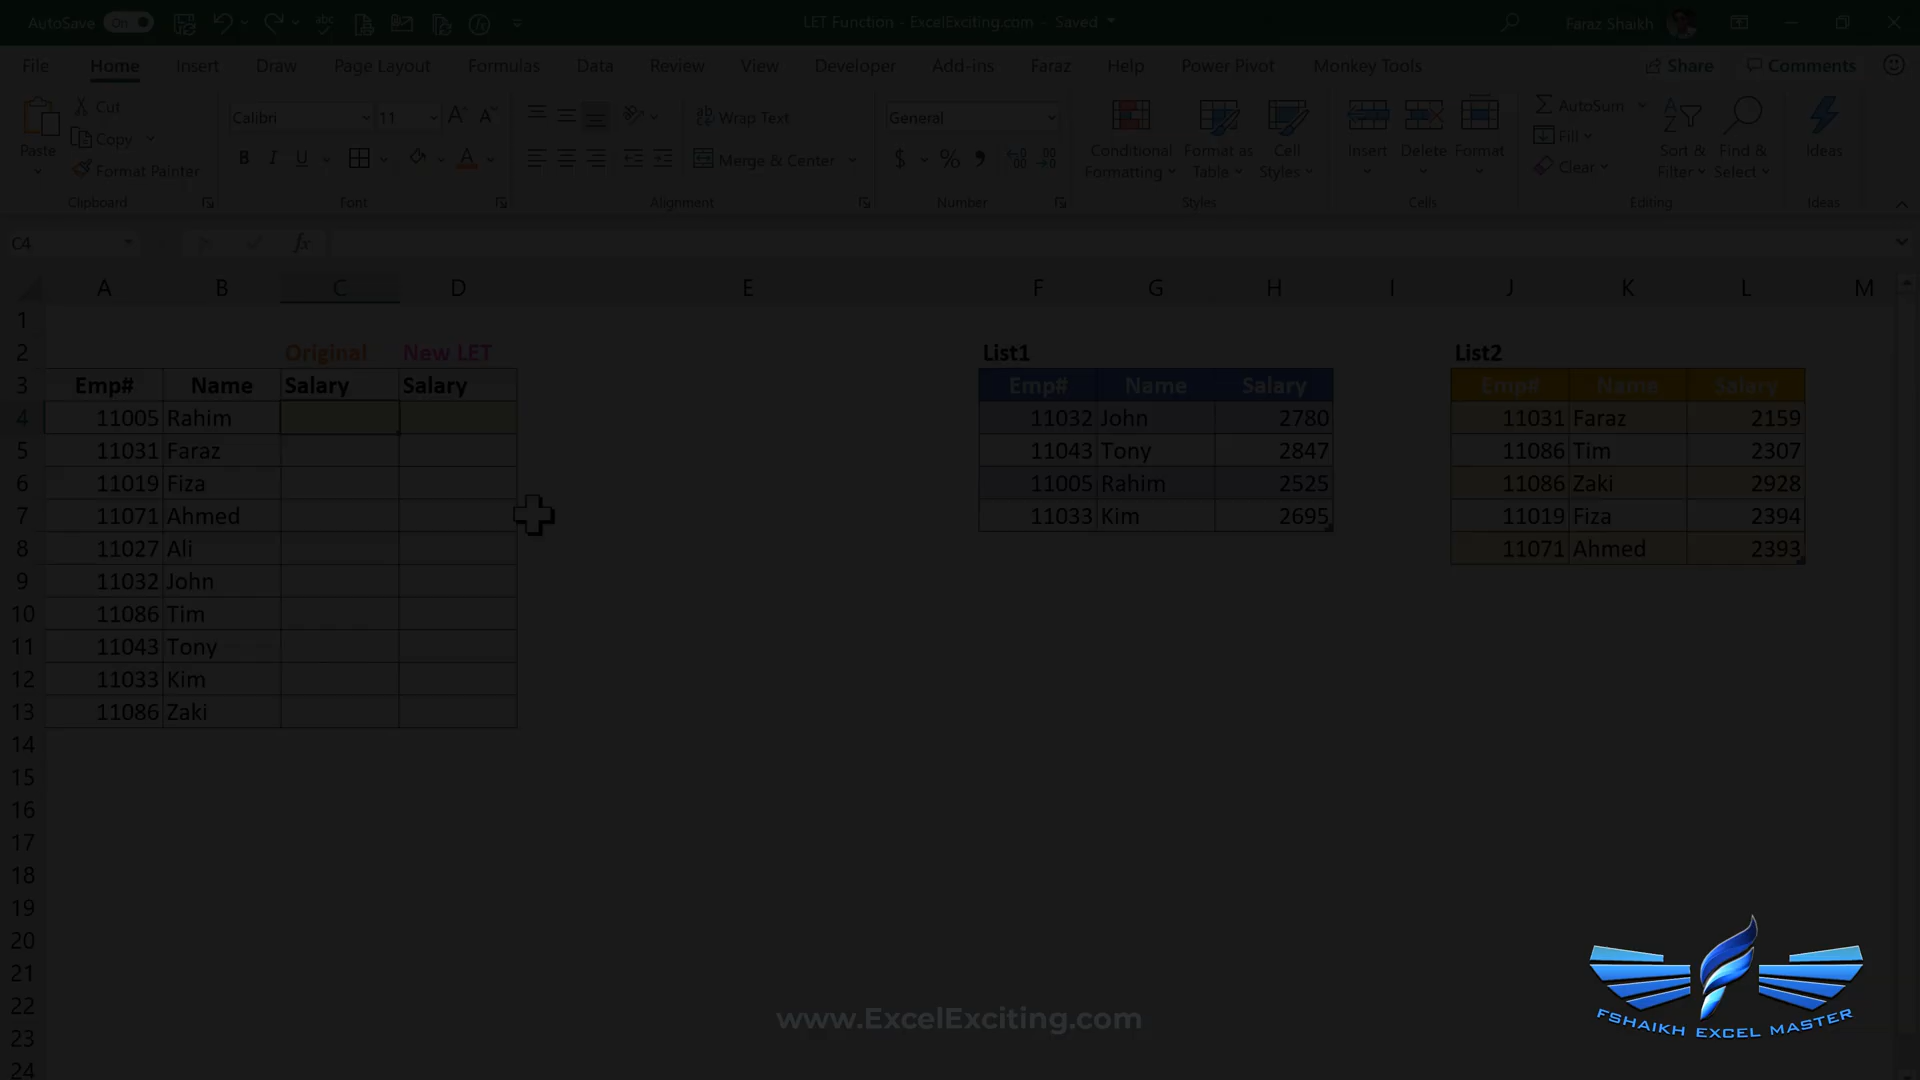 AutoSave On LET Function - ExcelExciting.com - Saved Faraz Shaikh
File Home Insert Draw Page Layout Formulas Data Review View Developer Add-ins Faraz Help Power Pivot Monkey Tools Share Comments
Paste
Cut
Copy
Format Painter
Clipboard
Calibri 11
B I U
Font
Wrap Text
Merge & Center
Alignment
General
$ % 9
Number
Conditional Formatting
Format as Table
Cell Styles
Styles
Insert Delete Format
Cells
AutoSum
Fill
Clear
Sort & Filter
Find & Select
Editing
Ideas
Ideas
C4 fx
A B C D E F G H I J K L M
1
2 Original New LET List1 List2
3 Emp# Name Salary Salary Emp# Name Salary Emp# Name Salary
4 11005 Rahim 11032 John 2780 11031 Faraz 2159
5 11031 Faraz 11043 Tony 2847 11086 Tim 2307
6 11019 Fiza 11005 Rahim 2525 11086 Zaki 2928
7 11071 Ahmed 11033 Kim 2695 11019 Fiza 2394
8 11027 Ali 11071 Ahmed 2393
9 11032 John
10 11086 Tim
11 11043 Tony
12 11033 Kim
13 11086 Zaki
14
15
16
17
18
19
20
21
22
23
24
www.ExcelExciting.com
FSHAIKH EXCEL MASTER